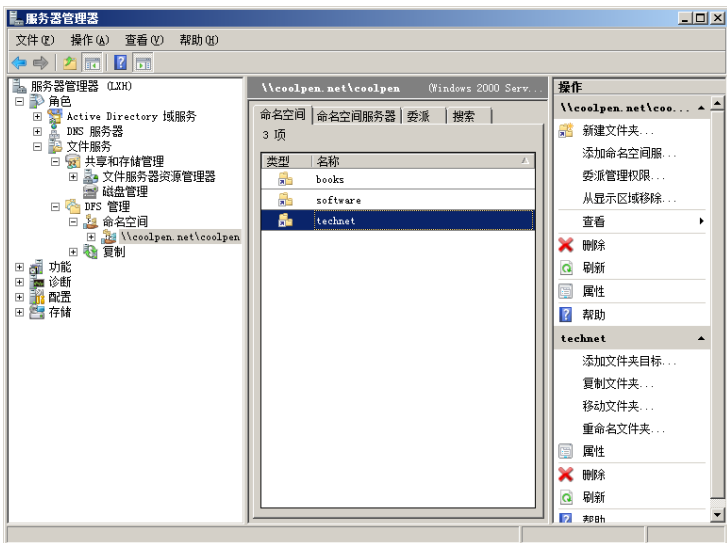 服务器管理器
文件(F) 操作(A) 查看(V) 帮助(H)
服务器管理器 (LXH)
角色
Active Directory 域服务
DNS 服务器
文件服务
共享和存储管理
文件服务器资源管理器
磁盘管理
DFS 管理
命名空间
\\coolpen.net\coolpen
复制
功能
诊断
配置
存储
\\coolpen.net\coolpen (Windows 2000 Serv...
命名空间 命名空间服务器 委派 搜索
3 项
类型 名称
books
software
technet
操作
\\coolpen.net\coo...
新建文件夹...
添加命名空间服...
委派管理权限...
从显示区域移除...
查看
删除
刷新
属性
帮助
technet
添加文件夹目标...
复制文件夹...
移动文件夹...
重命名文件夹...
属性
删除
刷新
帮助